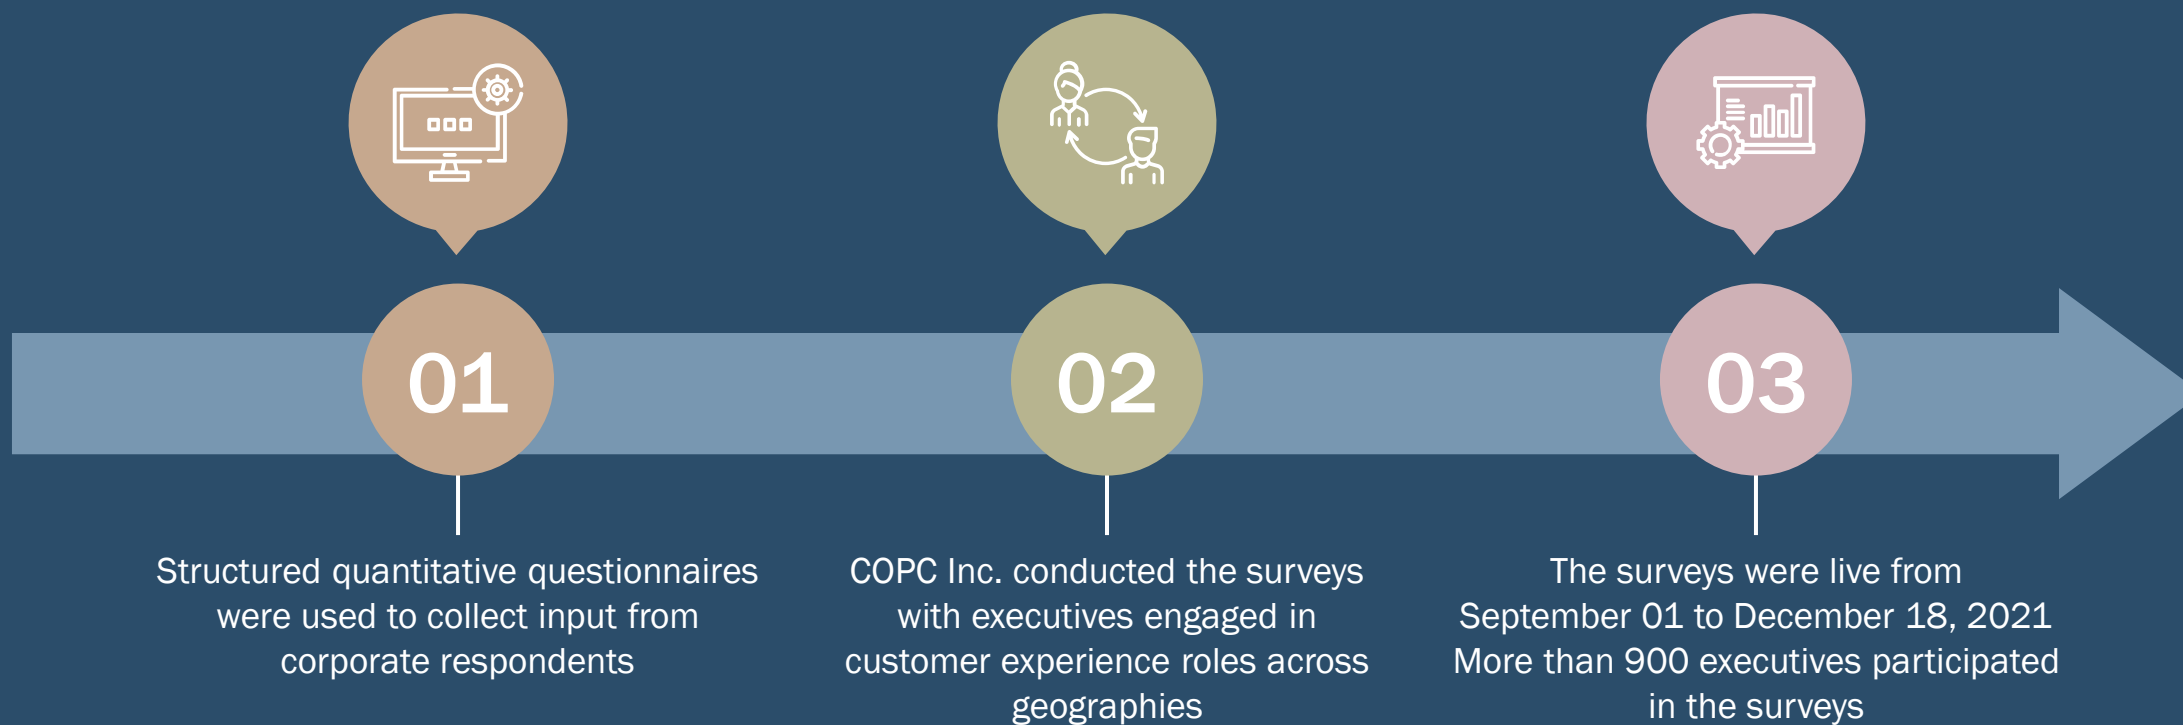 01
Structured quantitative questionnaires
were used to collect input from
corporate respondents
02
COPC Inc. conducted the surveys
with executives engaged in
customer experience roles across
geographies
03
The surveys were live from
September 01 to December 18, 2021
More than 900 executives participated
in the surveys